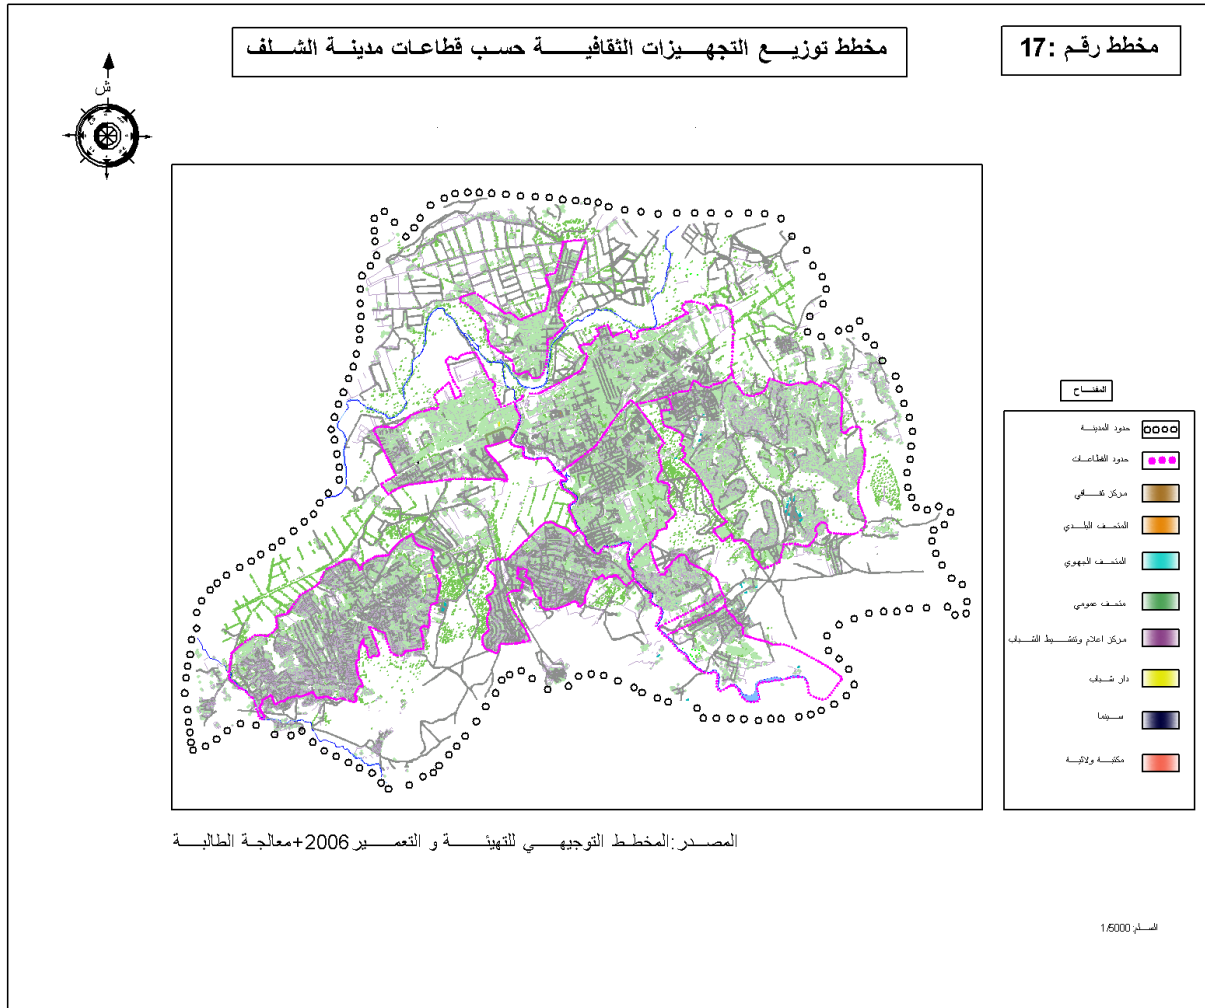 مخطط رقم :17
مخطط توزيع التجهيزات الثقافية حسب قطاعات مدينة الشلف
ش
المفتاح
حدود المدينة
حدود القطاعات
مركز ثقافي
المتحف البلدي
المتحف الجهوي
متحف عمومي
مركز اعلام وتنشيط الشباب
دار شباب
سينما
مكتبة ولائية
المصدر:المخطط التوجيهي للتهيئة و التعمير2006+معالجة الطالبة
السلم: 1/5000